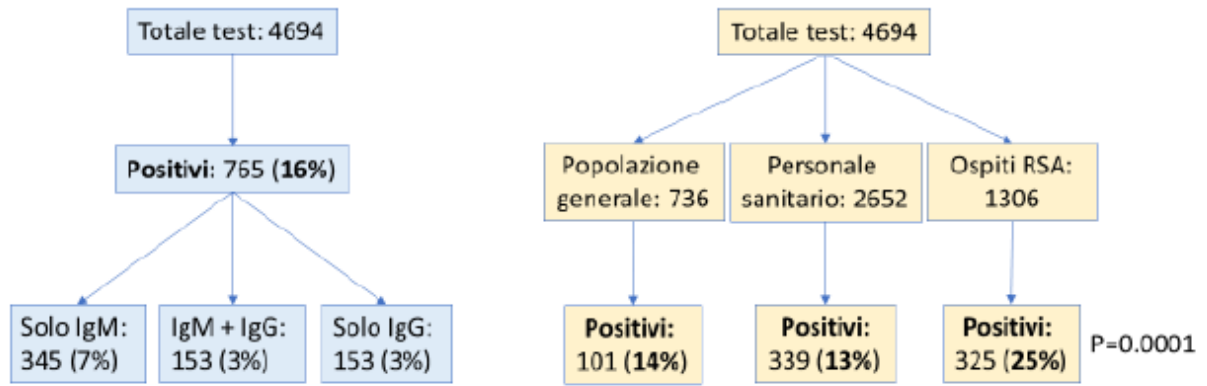 Totale test: 4694
Positivi: 765 (16%)
Solo IgM:
345 (7%)
IgM + IgG:
153 (3%)
Solo IgG:
153 (3%)
Totale test: 4694
Popolazione
generale: 736
Personale
sanitario: 2652
Ospiti RSA:
1306
Positivi:
101 (14%)
Positivi:
339 (13%)
Positivi:
325 (25%)
P=0.0001